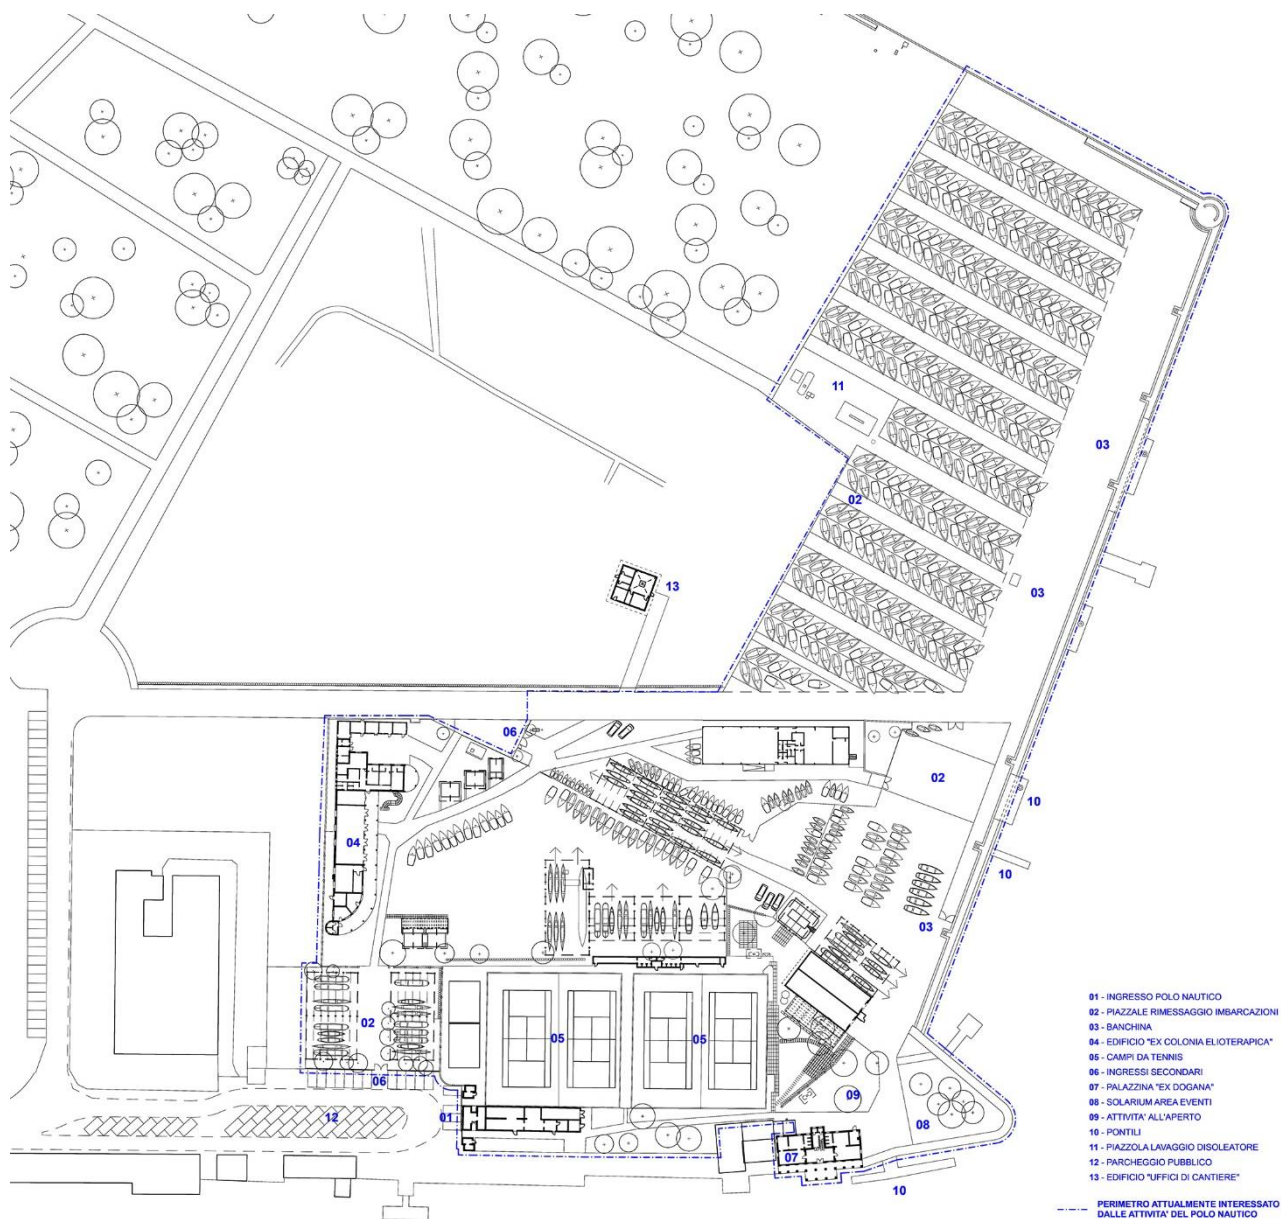 11
03
02
03
13
06
02
10
04
10
03
02
05
05
06
09
12
01
08
07
10
01 - INGRESSO POLO NAUTICO
02 - PIAZZALE RIMESSAGGIO IMBARCAZIONI
03 - BANCHINA
04 - EDIFICIO "EX COLONIA ELIOTERAPICA"
05 - CAMPI DA TENNIS
06 - INGRESSI SECONDARI
07 - PALAZZINA "EX DOGANA"
08 - SOLARIUM AREA EVENTI
09 - ATTIVITA' ALL'APERTO
10 - PONTILI
11 - PIAZZOLA LAVAGGIO DISOLEATORE
12 - PARCHEGGIO PUBBLICO
13 - EDIFICIO "UFFICI DI CANTIERE"
PERIMETRO ATTUALMENTE INTERESSATO
DALLE ATTIVITA' DEL POLO NAUTICO